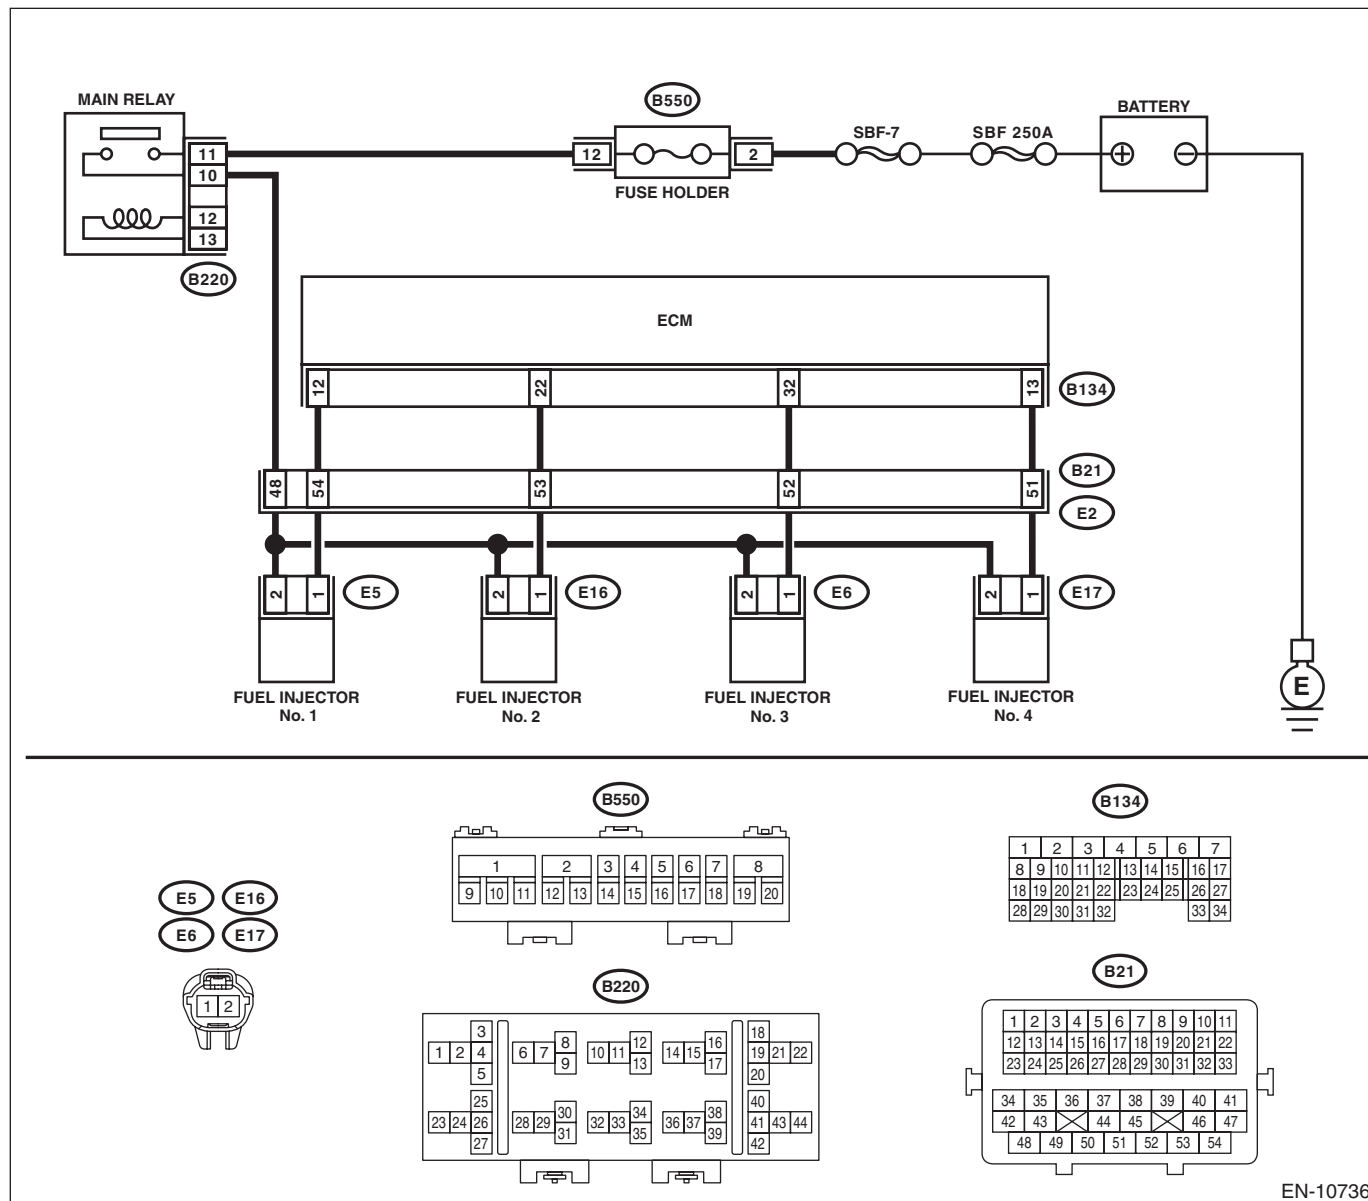 MAIN RELAY
B550
SBF-7
SBF 250A
BATTERY
11
12
2
10
FUSE HOLDER
12
13
B220
ECM
12
22
32
13
B134
48
54
53
52
51
B21
E2
2
1
E5
2
1
E16
2
1
E6
2
1
E17
E
FUEL INJECTOR
No. 1
FUEL INJECTOR
No. 2
FUEL INJECTOR
No. 3
FUEL INJECTOR
No. 4
B550
1 2 3 4 5 6 7 8
9 10 11 12 13 14 15 16 17 18 19 20
B134
1 2 3 4 5 6 7
8 9 10 11 12 13 14 15 16 17
18 19 20 21 22 23 24 25 26 27
28 29 30 31 32 33 34
E5 E16
E6 E17
1 2
B220
3 8 12 16 18
1 2 4 6 7 10 11 14 15 19 21 22
5 9 13 17 20
25 30 34 38 40
23 24 26 28 29 32 33 36 37 41 43 44
27 31 35 39 42
B21
1 2 3 4 5 6 7 8 9 10 11
12 13 14 15 16 17 18 19 20 21 22
23 24 25 26 27 28 29 30 31 32 33
34 35 36 37 38 39 40 41
42 43 44 45 46 47
48 49 50 51 52 53 54
EN-10736